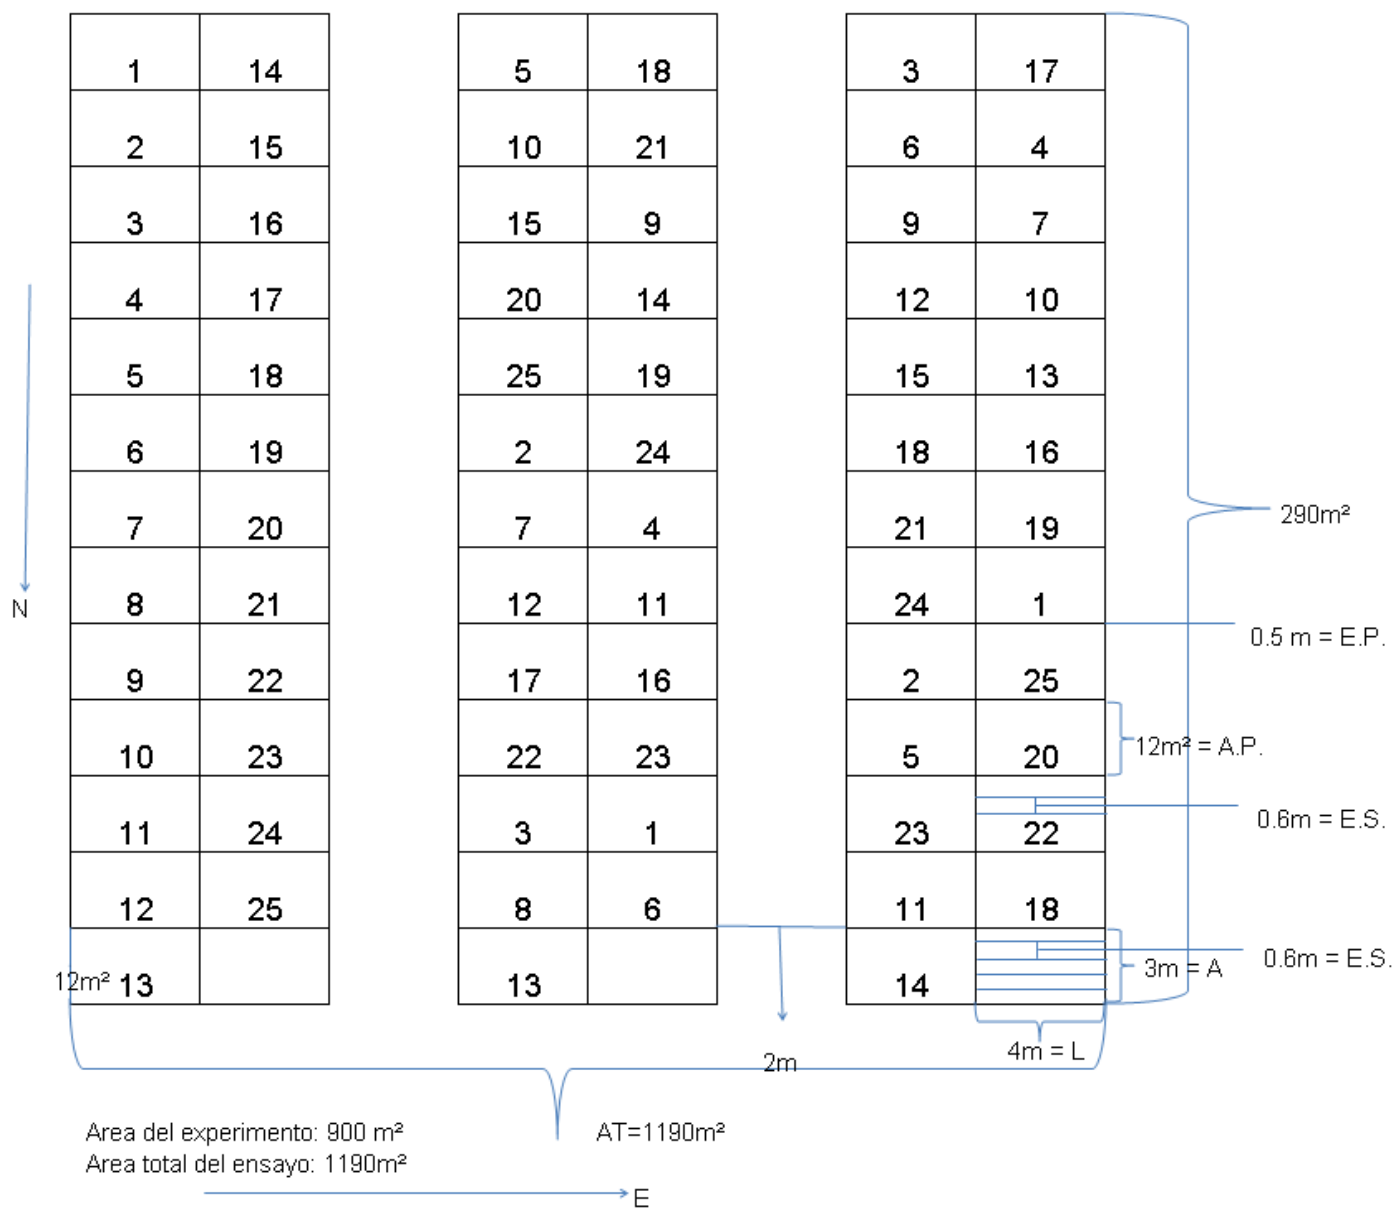 1 14 5 18 3 17
2 15 10 21 6 4
3 16 15 9 9 7
4 17 20 14 12 10
5 18 25 19 15 13
6 19 2 24 18 16
290m²
7 20 7 4 21 19
N 8 21 12 11 24 1
0.5 m = E.P.
9 22 17 16 2 25
10 23 22 23 5 20 12m² = A.P.
11 24 3 1 23 22 0.6m = E.S.
12 25 8 6 11 18
12m² 13 13 14 3m = A 0.6m = E.S.
2m 4m = L
Area del experimento: 900 m² AT=1190m²
Area total del ensayo: 1190m²
E